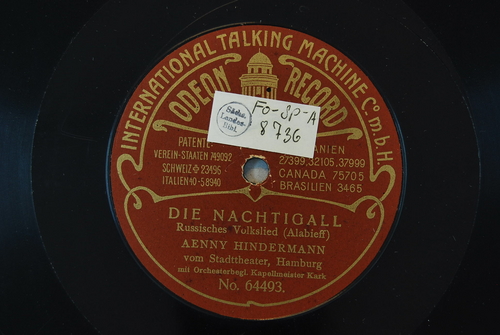 INTERNATIONAL TALKING MACHINE Co m.b.H.
ODEON RECORD
Sächs.
Landes-
Bibl.
Fo-SP-A
8736
PATENTE
VEREIN-STAATEN 749092
SCHWEIZ 23496
ITALIEN 40-58940
ANIEN
27399,32105,37999
CANADA 75705
BRASILIEN 3465
DIE NACHTIGALL
Russisches Volkslied (Alabieff)
AENNY HINDERMANN
vom Stadttheater, Hamburg
mit Orchesterbegl. Kapellmeister Kark
No. 64493.